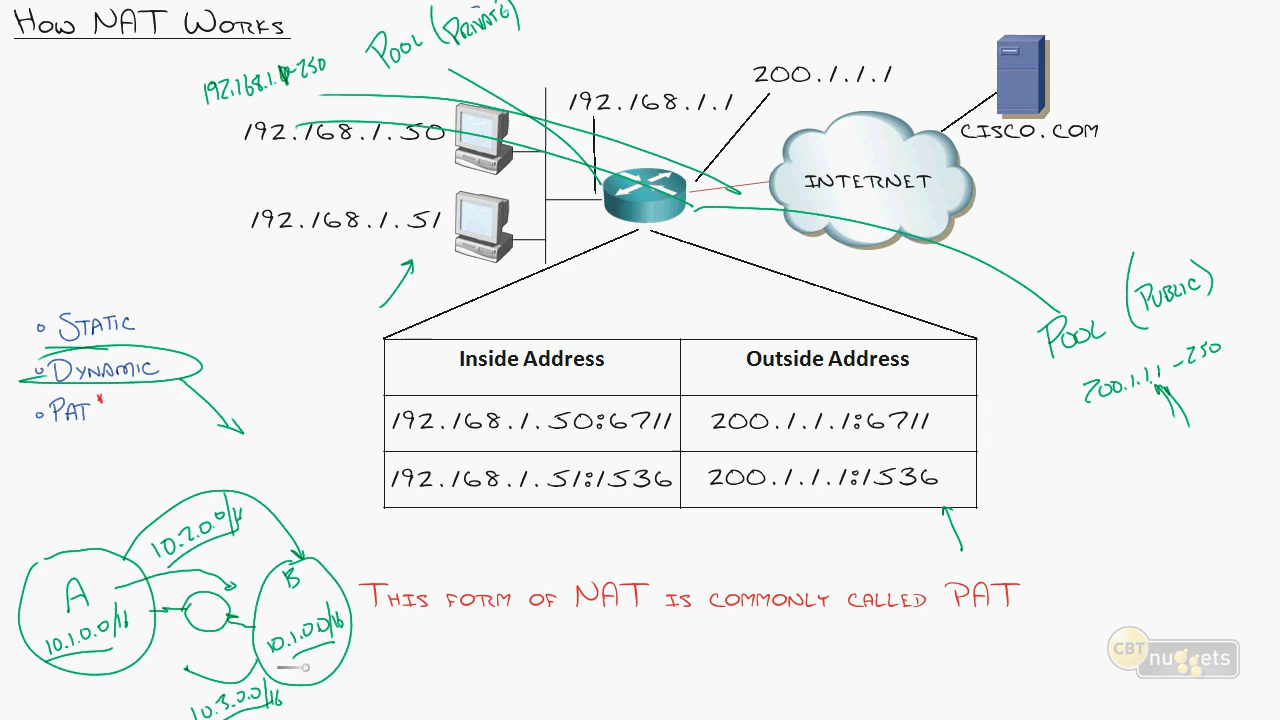 How NAT Works
Pool (Private)
192.168.1.1-250
200.1.1.1
192.168.1.1
192.168.1.50
CISCO.COM
INTERNET
192.168.1.51
Pool (Public)
200.1.1.1-250
• Static
• Dynamic
• PAT*
Inside Address Outside Address
192.168.1.50:6711 200.1.1.1:6711
192.168.1.51:1536 200.1.1.1:1536
10.2.0.0/16
A
B
10.1.0.0/16
10.1.0.0/16
10.3.0.0/16
This form of NAT is commonly called PAT
CBT nuggets